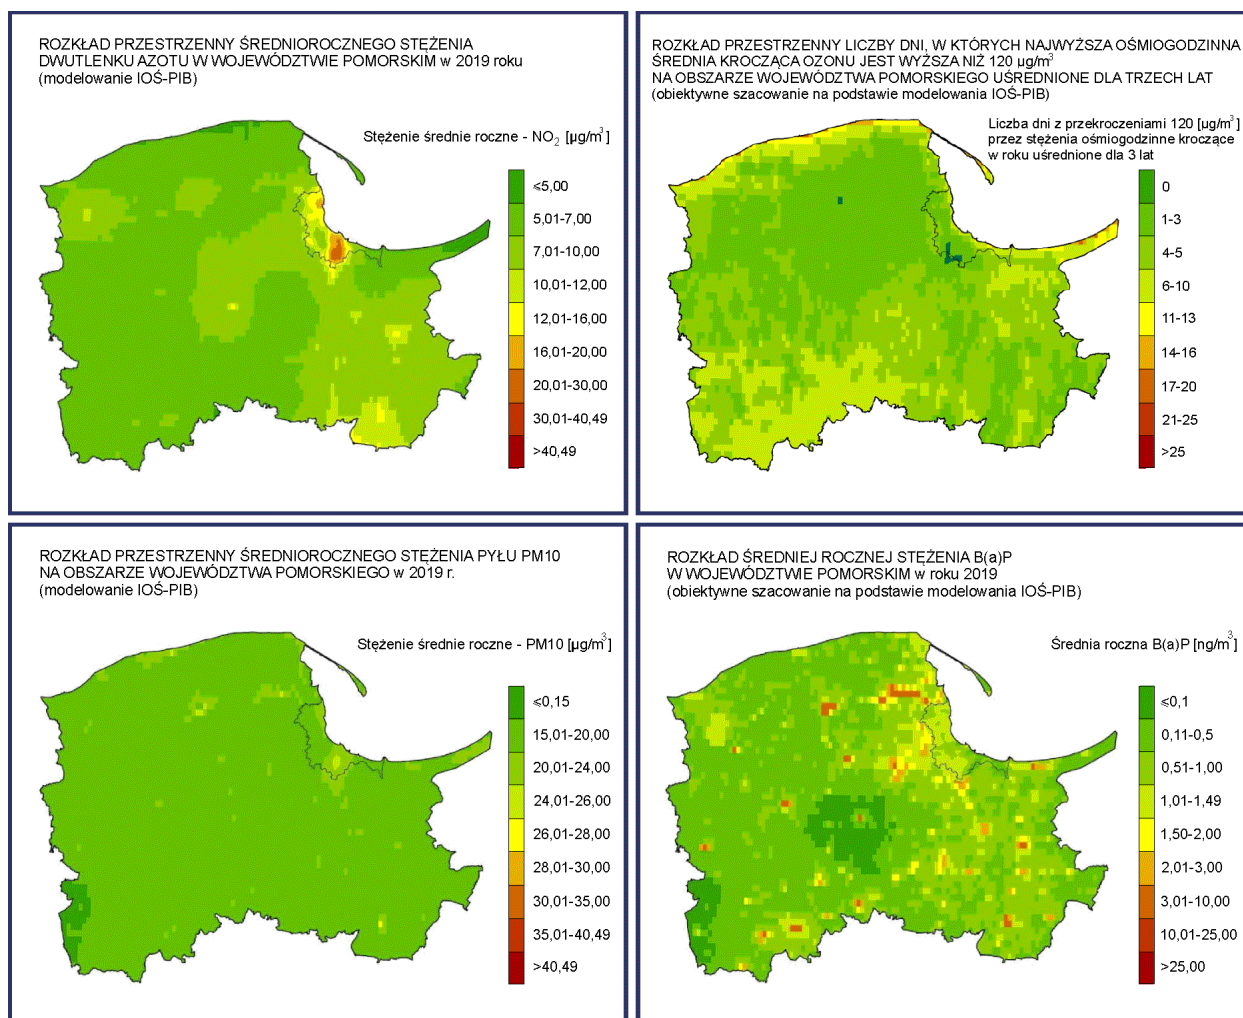 ROZKŁAD PRZESTRZENNY ŚREDNIOROCZNEGO STĘŻENIA
DWUTLENKU AZOTU W WOJEWÓDZTWIE POMORSKIM w 2019 roku
(modelowanie IOŚ-PIB)
Stężenie średnie roczne - NO₂ [µg/m³]
≤5,00
5,01-7,00
7,01-10,00
10,01-12,00
12,01-16,00
16,01-20,00
20,01-30,00
30,01-40,49
>40,49
ROZKŁAD PRZESTRZENNY LICZBY DNI, W KTÓRYCH NAJWYŻSZA OŚMIOGODZINNA
ŚREDNIA KROCZĄCA OZONU JEST WYŻSZA NIŻ 120 µg/m³
NA OBSZARZE WOJEWÓDZTWA POMORSKIEGO UŚREDNIONE DLA TRZECH LAT
(obiektywne szacowanie na podstawie modelowania IOŚ-PIB)
Liczba dni z przekroczeniami 120 [µg/m³]
przez stężenia ośmiogodzinne kroczące
w roku uśrednione dla 3 lat
0
1-3
4-5
6-10
11-13
14-16
17-20
21-25
>25
ROZKŁAD PRZESTRZENNY ŚREDNIOROCZNEGO STĘŻENIA PYŁU PM10
NA OBSZARZE WOJEWÓDZTWA POMORSKIEGO w 2019 r.
(modelowanie IOŚ-PIB)
Stężenie średnie roczne - PM10 [µg/m³]
≤0,15
15,01-20,00
20,01-24,00
24,01-26,00
26,01-28,00
28,01-30,00
30,01-35,00
35,01-40,49
>40,49
ROZKŁAD ŚREDNIEJ ROCZNEJ STĘŻENIA B(a)P
W WOJEWÓDZTWIE POMORSKIM w roku 2019
(obiektywne szacowanie na podstawie modelowania IOŚ-PIB)
Średnia roczna B(a)P [ng/m³]
≤0,1
0,11-0,5
0,51-1,00
1,01-1,49
1,50-2,00
2,01-3,00
3,01-10,00
10,01-25,00
>25,00